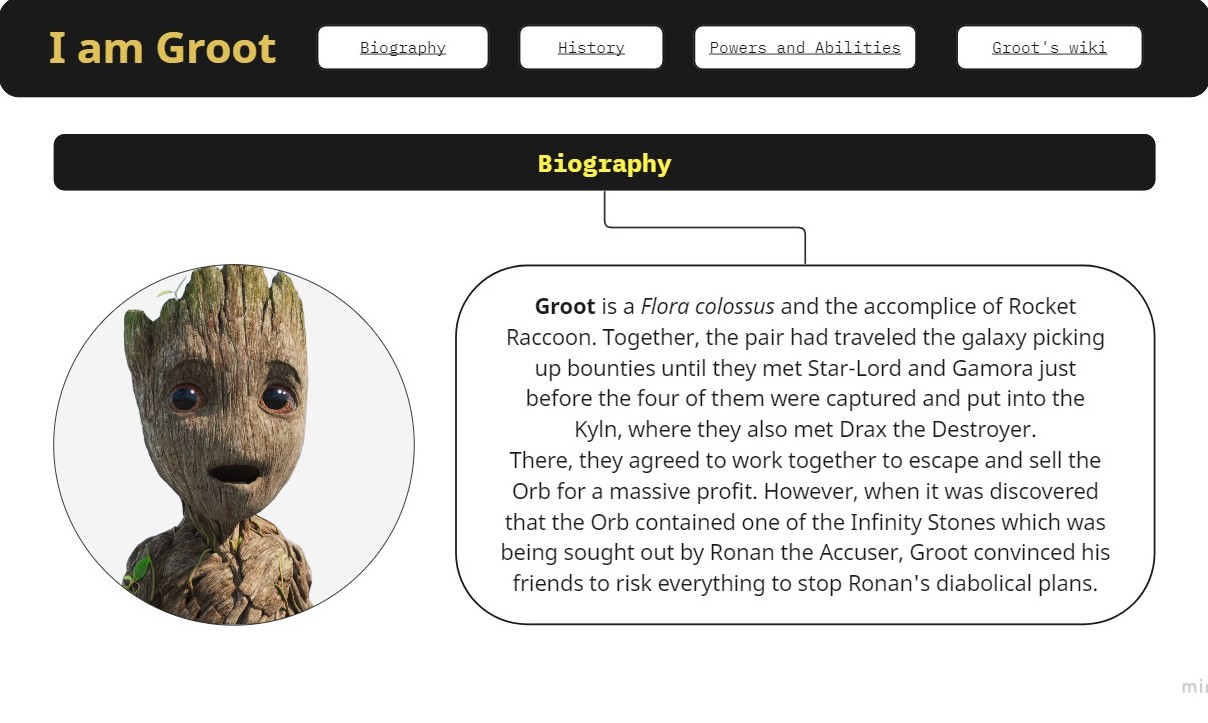 I am Groot
Biography
History
Powers and Abilities
Groot's wiki
Biography
Groot is a Flora colossus and the accomplice of Rocket
Raccoon. Together, the pair had traveled the galaxy picking
up bounties until they met Star-Lord and Gamora just
before the four of them were captured and put into the
Kyln, where they also met Drax the Destroyer.
There, they agreed to work together to escape and sell the
Orb for a massive profit. However, when it was discovered
that the Orb contained one of the Infinity Stones which was
being sought out by Ronan the Accuser, Groot convinced his
friends to risk everything to stop Ronan's diabolical plans.